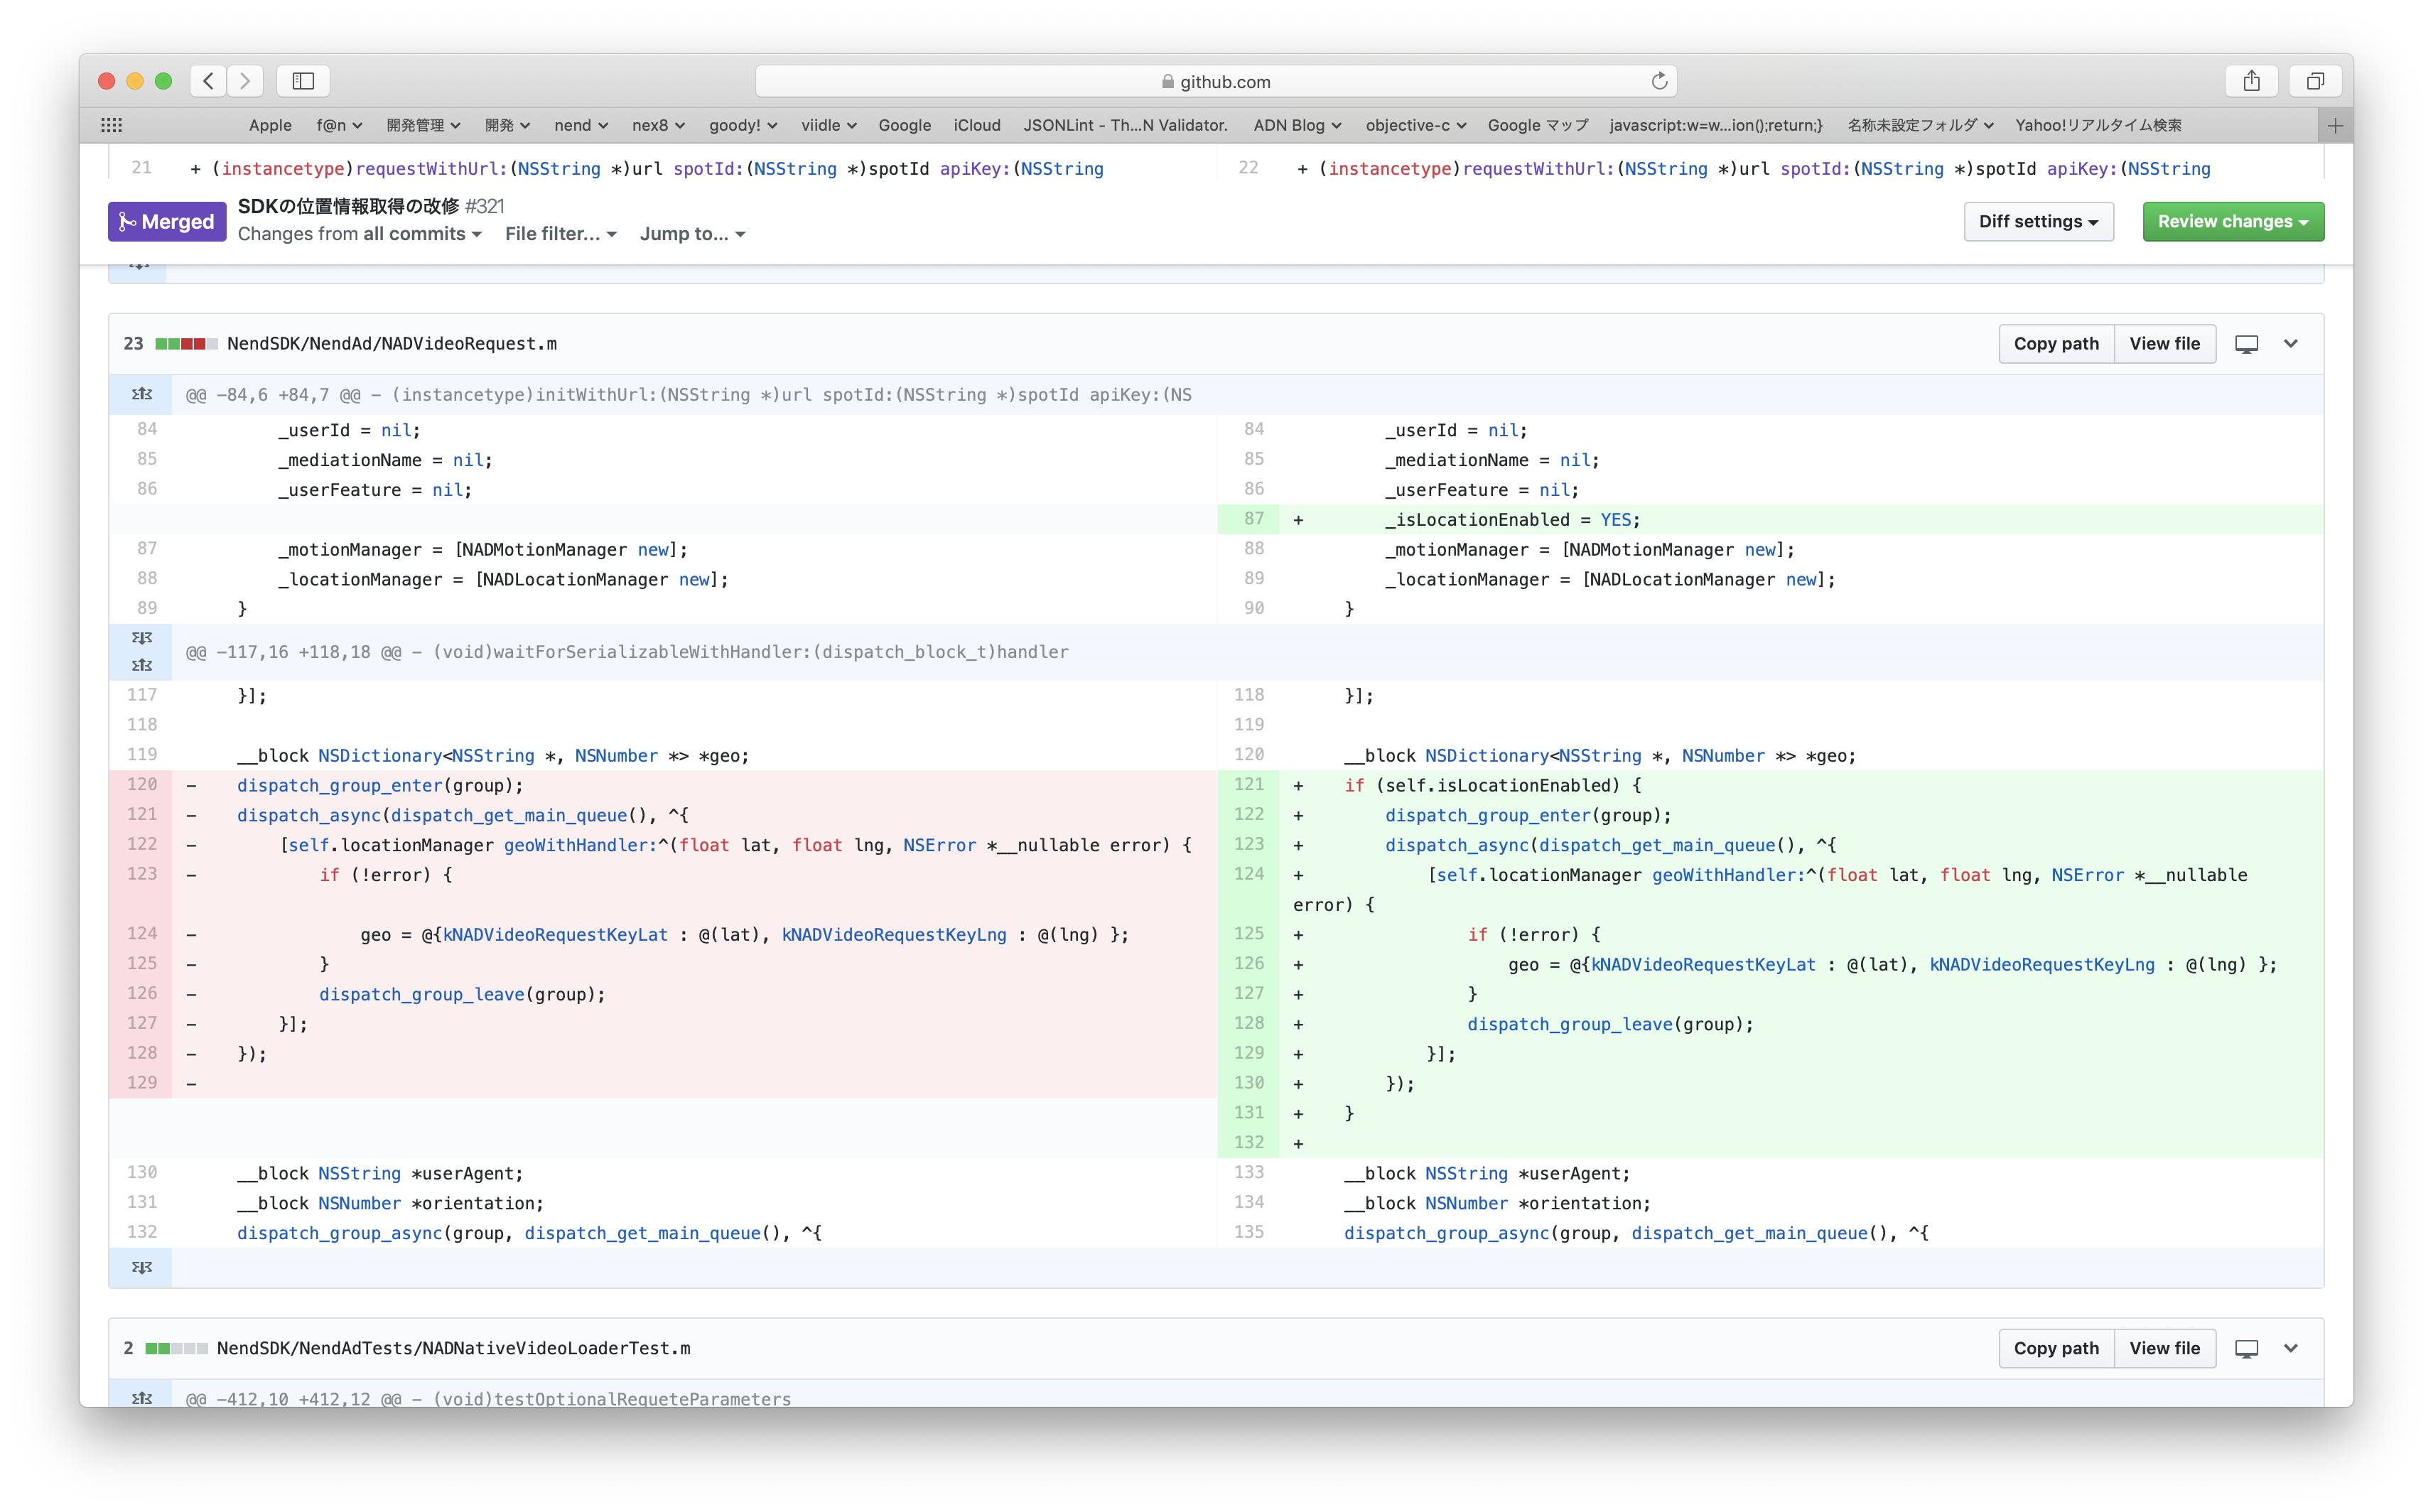 github.com
Apple f@n 開発管理 開発 nend nex8 goody! viidle Google iCloud JSONLint - Th...N Validator. ADN Blog objective-c Google マップ javascript:w=w...ion();return;} 名称未設定フォルダ Yahoo!リアルタイム検索
21 + (instancetype)requestWithUrl:(NSString *)url spotId:(NSString *)spotId apiKey:(NSString
22 + (instancetype)requestWithUrl:(NSString *)url spotId:(NSString *)spotId apiKey:(NSString
Merged
SDKの位置情報取得の改修 #321
Changes from all commits File filter... Jump to...
Diff settings Review changes
23 NendSDK/NendAd/NADVideoRequest.m Copy path View file
@@ -84,6 +84,7 @@ - (instancetype)initWithUrl:(NSString *)url spotId:(NSString *)spotId apiKey:(NS
84 _userId = nil; 84 _userId = nil;
85 _mediationName = nil; 85 _mediationName = nil;
86 _userFeature = nil; 86 _userFeature = nil;
87 + _isLocationEnabled = YES;
87 _motionManager = [NADMotionManager new]; 88 _motionManager = [NADMotionManager new];
88 _locationManager = [NADLocationManager new]; 89 _locationManager = [NADLocationManager new];
89 } 90 }
@@ -117,16 +118,18 @@ - (void)waitForSerializableWithHandler:(dispatch_block_t)handler
117 }]; 118 }];
118 119
119 __block NSDictionary<NSString *, NSNumber *> *geo; 120 __block NSDictionary<NSString *, NSNumber *> *geo;
120 - dispatch_group_enter(group); 121 + if (self.isLocationEnabled) {
121 - dispatch_async(dispatch_get_main_queue(), ^{ 122 + dispatch_group_enter(group);
122 - [self.locationManager geoWithHandler:^(float lat, float lng, NSError *__nullable error) { 123 + dispatch_async(dispatch_get_main_queue(), ^{
123 - if (!error) { 124 + [self.locationManager geoWithHandler:^(float lat, float lng, NSError *__nullable
error) {
124 - geo = @{kNADVideoRequestKeyLat : @(lat), kNADVideoRequestKeyLng : @(lng) }; 125 + if (!error) {
125 - } 126 + geo = @{kNADVideoRequestKeyLat : @(lat), kNADVideoRequestKeyLng : @(lng) };
126 - dispatch_group_leave(group); 127 + }
127 - }]; 128 + dispatch_group_leave(group);
128 - }); 129 + }];
129 - 130 + });
131 + }
132 +
130 __block NSString *userAgent; 133 __block NSString *userAgent;
131 __block NSNumber *orientation; 134 __block NSNumber *orientation;
132 dispatch_group_async(group, dispatch_get_main_queue(), ^{ 135 dispatch_group_async(group, dispatch_get_main_queue(), ^{
2 NendSDK/NendAdTests/NADNativeVideoLoaderTest.m Copy path View file
@@ -412,10 +412,12 @@ - (void)testOptionalRequeteParameters